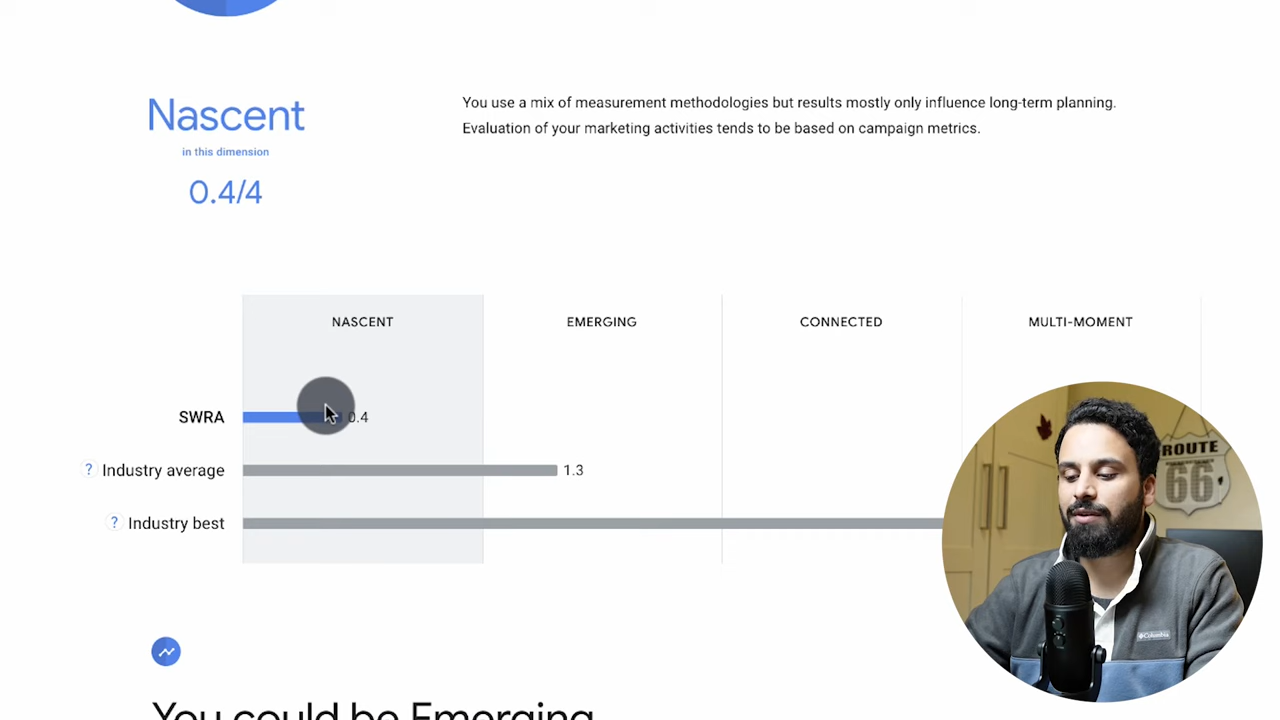 Nascent
in this dimension
0.4/4
You use a mix of measurement methodologies but results mostly only influence long-term planning.
Evaluation of your marketing activities tends to be based on campaign metrics.
NASCENT
EMERGING
CONNECTED
MULTI-MOMENT
SWRA
0.4
? Industry average
1.3
? Industry best
You could be Emerging
ROUTE
66
Columbia